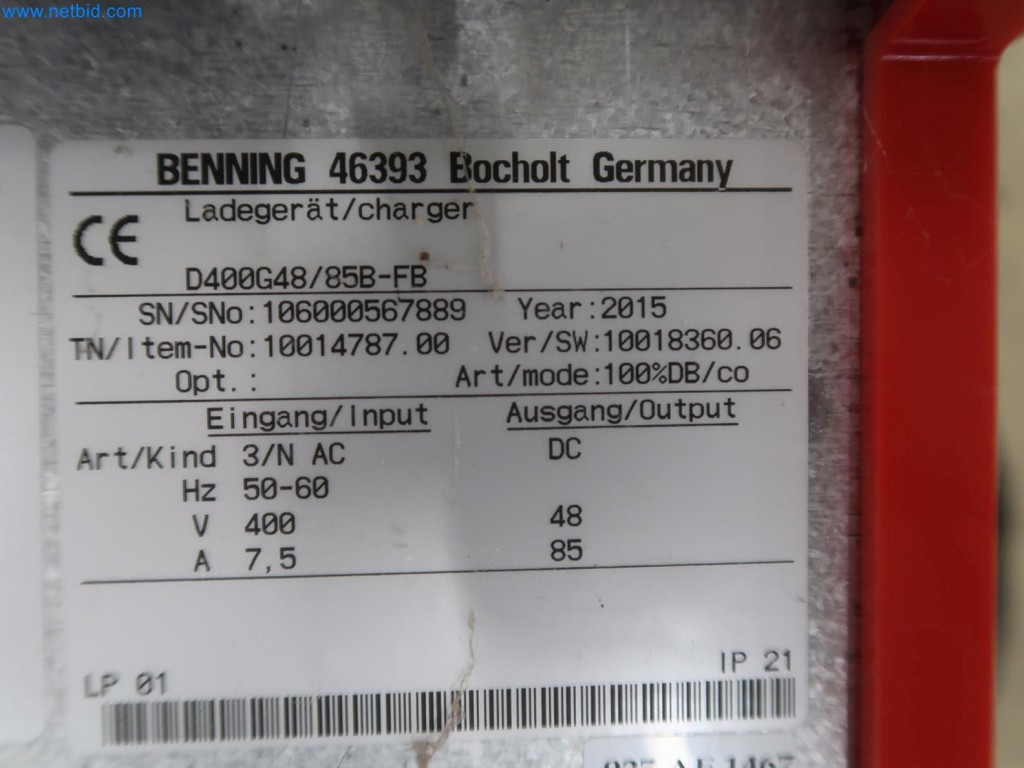 www.netbid.com
BENNING 46393 Bocholt Germany
CE Ladegerät/charger
D400G48/85B-FB
SN/SNo:106000567889 Year:2015
TN/Item-No:10014787.00 Ver/SW:10018360.06
Opt.: Art/mode:100%DB/co
Eingang/Input Ausgang/Output
Art/Kind 3/N AC DC
Hz 50-60
V 400 48
A 7,5 85
LP 01 IP 21